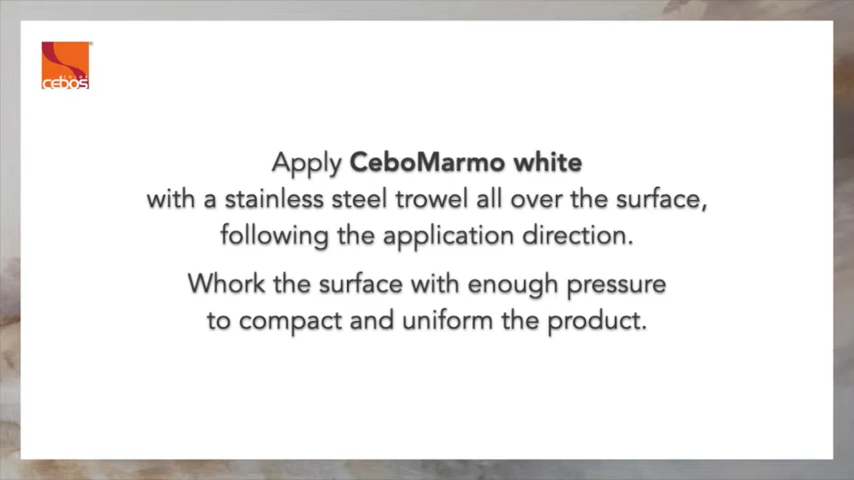 cebos
Apply CeboMarmo white
with a stainless steel trowel all over the surface,
following the application direction.
Whork the surface with enough pressure
to compact and uniform the product.